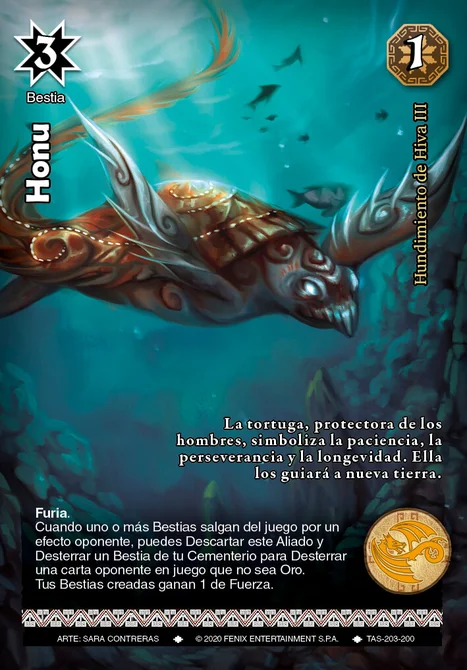 3
1
Bestia
Honu
Hundimiento de Hiva III
La tortuga, protectora de los
hombres, simboliza la paciencia, la
perseverancia y la longevidad. Ella
los guiará a nueva tierra.
Furia.
Cuando uno o más Bestias salgan del juego por un
efecto oponente, puedes Descartar este Aliado y
Desterrar un Bestia de tu Cementerio para Desterrar
una carta oponente en juego que no sea Oro.
Tus Bestias creadas ganan 1 de Fuerza.
ARTE: SARA CONTRERAS © 2020 FENIX ENTERTAINMENT S.P.A. TAS-203-200